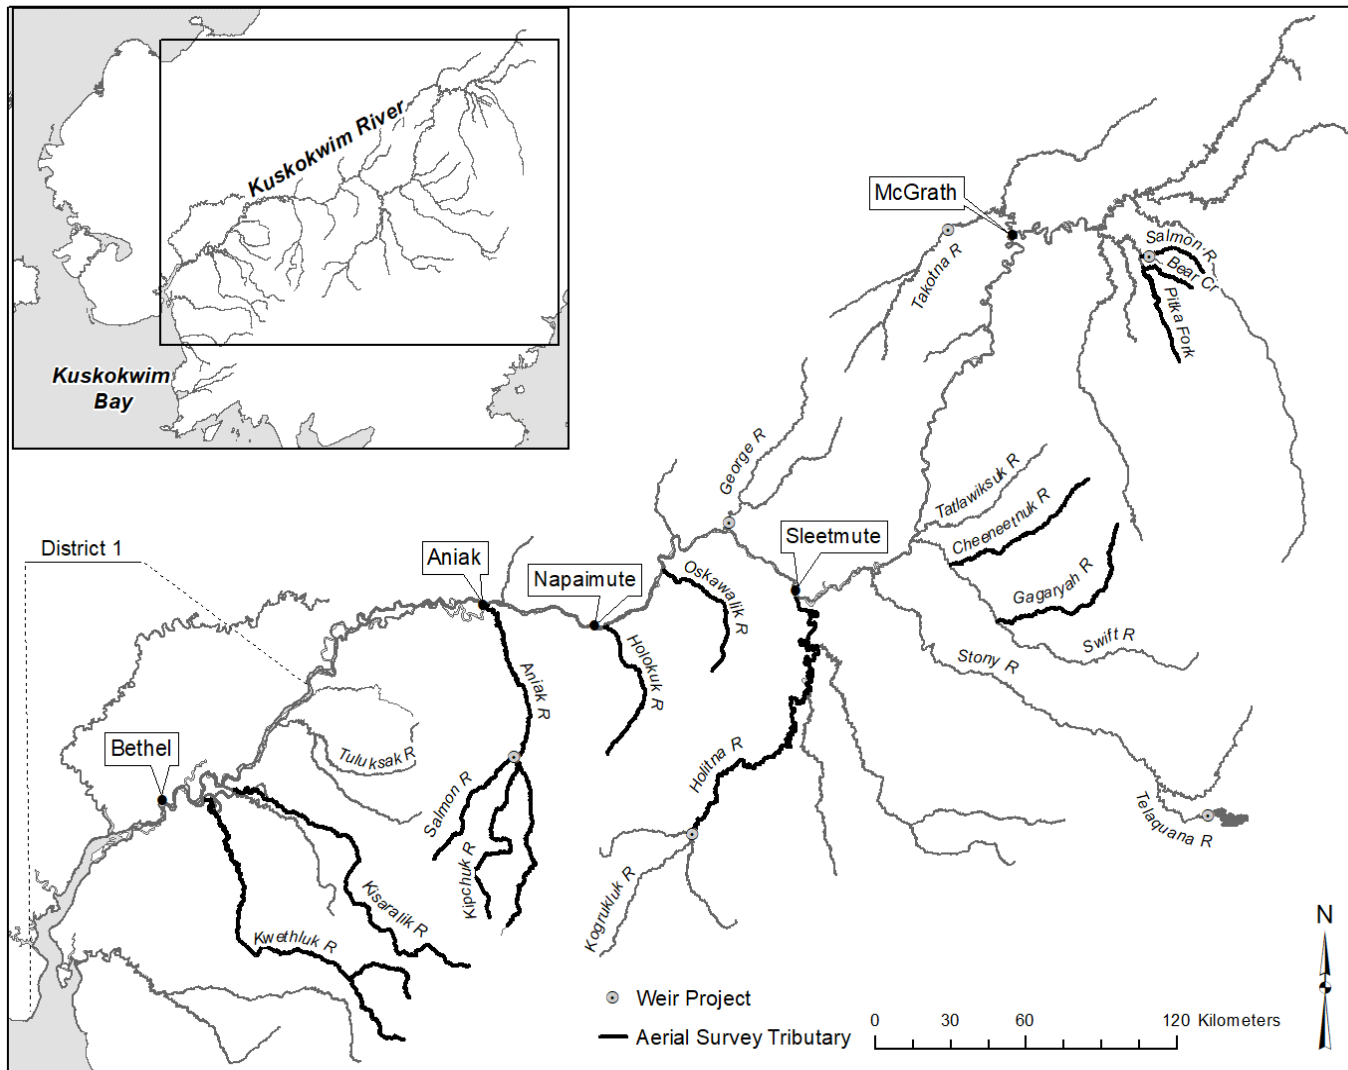 Kuskokwim River
Kuskokwim
Bay
McGrath
Salmon R
Bear Cr
Pitka Fork
Takotna R
George R
Tatlawiksuk R
Cheeneetnuk R
Sleetmute
District 1
Aniak
Napaimute
Oskawalik R
Gagaryah R
Swift R
Stony R
Holokuk R
Aniak R
Tuluksak R
Bethel
Holitna R
Salmon R
Telaquana R
Kipchuk R
Kisaralik R
Kogrukluk R
Kwethluk R
N
Weir Project
Aerial Survey Tributary
0 30 60 120 Kilometers